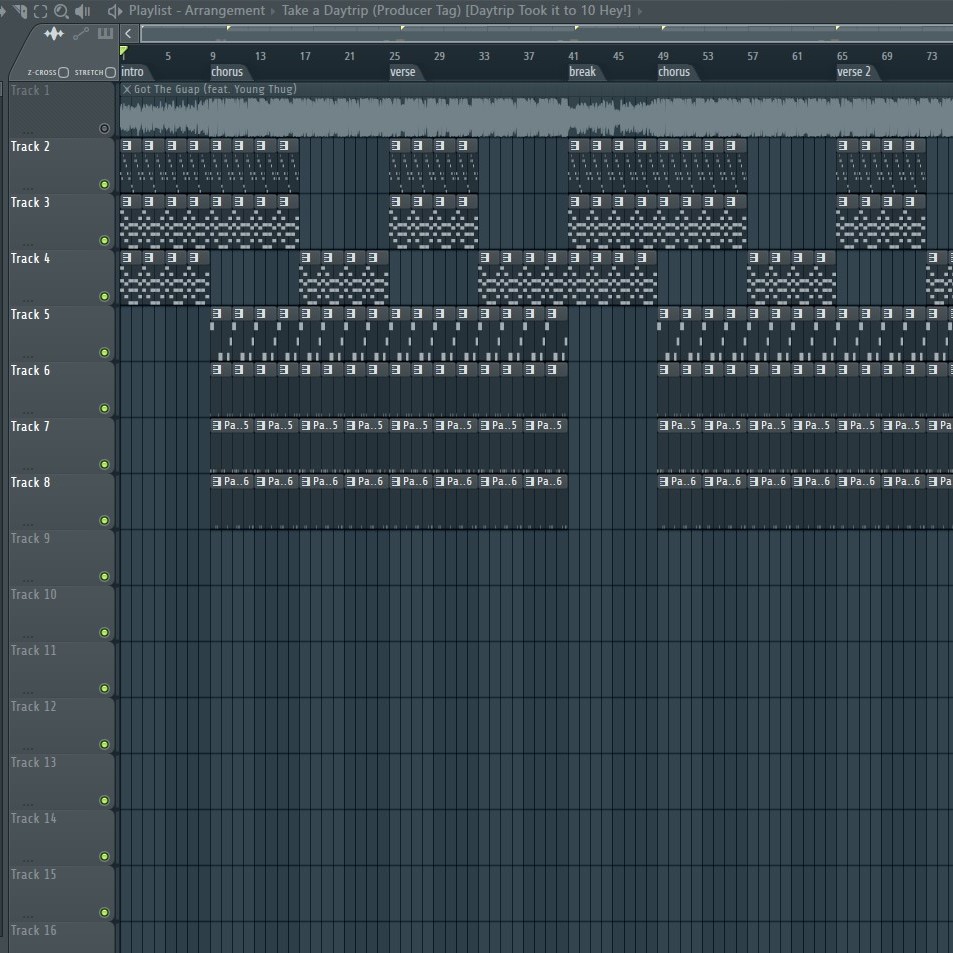 Playlist - Arrangement ▸ Take a Daytrip (Producer Tag) [Daytrip Took it to 10 Hey!] ▸
1 5 9 13 17 21 25 29 33 37 41 45 49 53 57 61 65 69 73
Z-CROSS STRETCH intro chorus verse break chorus verse 2
Track 1 Got The Guap (feat. Young Thug)
Track 2
Track 3
Track 4
Track 5
Track 6
Track 7 Pa..5 Pa..5 Pa..5 Pa..5 Pa..5 Pa..5 Pa..5 Pa..5 Pa..5 Pa..5 Pa..5 Pa..5 Pa..5 Pa..5 Pa
Track 8 Pa..6 Pa..6 Pa..6 Pa..6 Pa..6 Pa..6 Pa..6 Pa..6 Pa..6 Pa..6 Pa..6 Pa..6 Pa..6 Pa..6 Pa
Track 9
Track 10
Track 11
Track 12
Track 13
Track 14
Track 15
Track 16